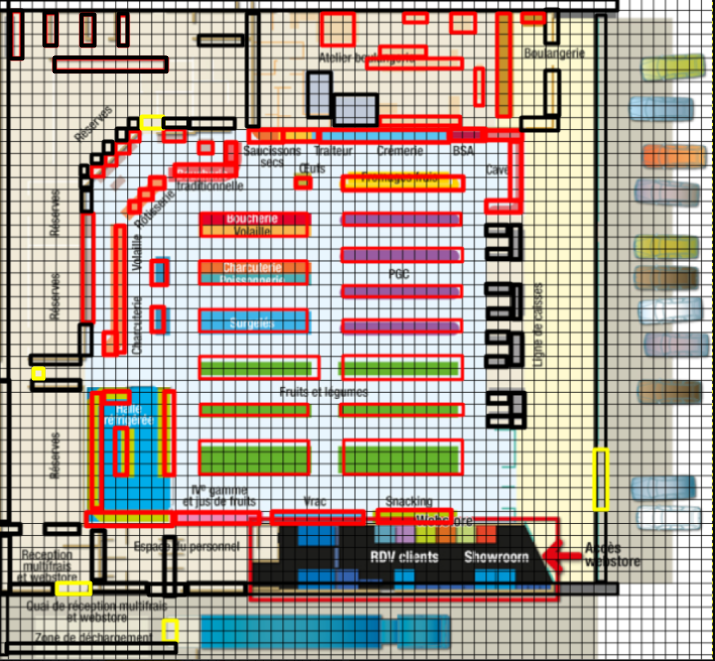 Atelier boulangerie
Boulangerie
Réserves
Saucissons
secs
Traiteur
Crémerie
BSA
Œufs
Cave
traditionnelle
Fromages frais
Rôtisserie
Boucherie
Volaille
Réserves
Volaille
Charcuterie
Poissonnerie
PGC
Réserves
Charcuterie
Surgelés
Ligne de caisses
Fruits et légumes
Halle
réfrigérée
Réserves
IVᵉ gamme
et jus de fruits
Vrac
Snacking
Webstore
Réception
multifrais
et webstore
Espace du personnel
RDV clients
Showroom
Accès
webstore
Quai de réception multifrais
et webstore
Zone de déchargement